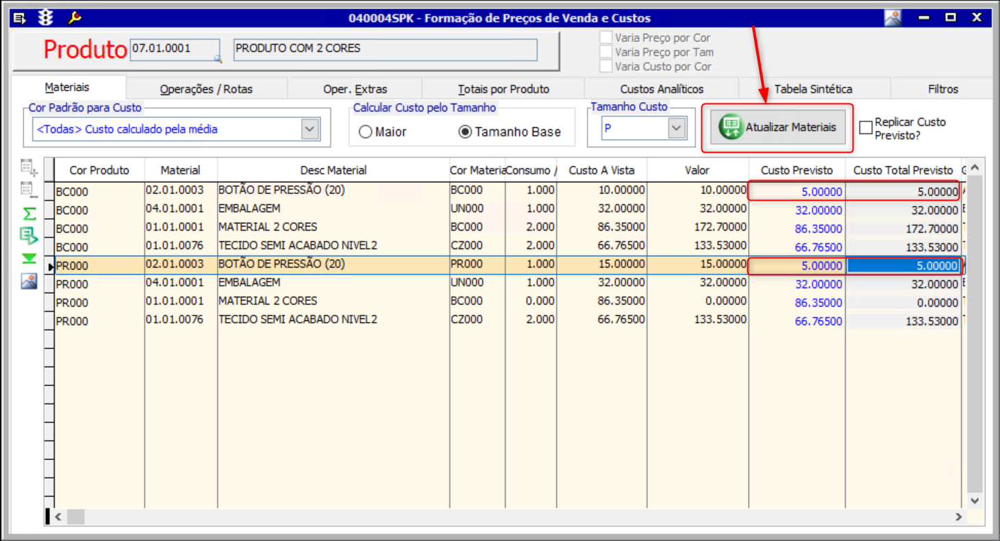 040004SPK - Formação de Preços de Venda e Custos
Produto 07.01.0001 PRODUTO COM 2 CORES
Varia Preço por Cor
Varia Preço por Tam
Varia Custo por Cor
Materiais Operações / Rotas Oper. Extras Totais por Produto Custos Analíticos Tabela Sintética Filtros
Cor Padrão para Custo Calcular Custo pelo Tamanho Tamanho Custo
<Todas> Custo calculado pela média Maior Tamanho Base P Atualizar Materiais Replicar Custo
Previsto?
Cor Produto Material Desc Material Cor Materia Consumo / Custo A Vista Valor Custo Previsto Custo Total Previsto
BC000 02.01.0003 BOTÃO DE PRESSÃO (20) BC000 1.000 10.00000 10.00000 5.00000 5.00000
BC000 04.01.0001 EMBALAGEM UN000 1.000 32.00000 32.00000 32.00000 32.00000
BC000 01.01.0001 MATERIAL 2 CORES BC000 2.000 86.35000 172.70000 86.35000 172.70000
BC000 01.01.0076 TECIDO SEMI ACABADO NIVEL2 CZ000 2.000 66.76500 133.53000 66.76500 133.53000
PR000 02.01.0003 BOTÃO DE PRESSÃO (20) PR000 1.000 15.00000 15.00000 5.00000 5.00000
PR000 04.01.0001 EMBALAGEM UN000 1.000 32.00000 32.00000 32.00000 32.00000
PR000 01.01.0001 MATERIAL 2 CORES BC000 0.000 86.35000 0.00000 86.35000 0.00000
PR000 01.01.0076 TECIDO SEMI ACABADO NIVEL2 CZ000 2.000 66.76500 133.53000 66.76500 133.53000